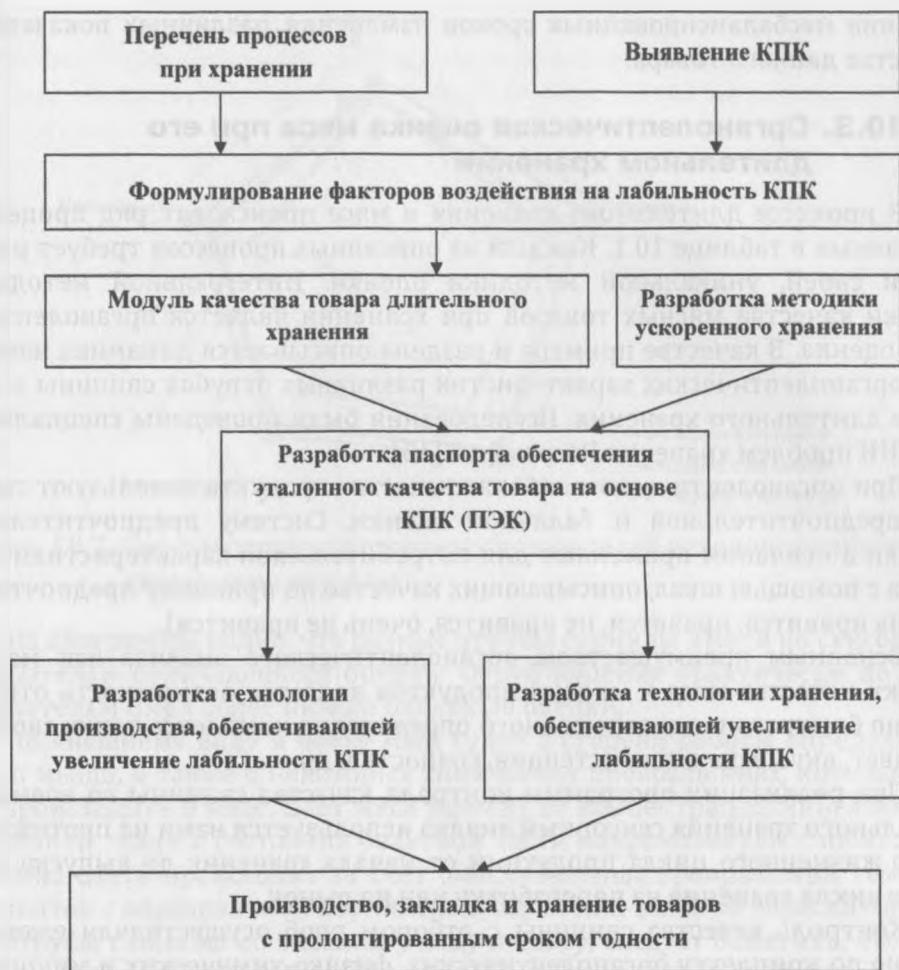 Перечень процессов
при хранении
Выявление КПК
Формулирование факторов воздействия на лабильность КПК
Модуль качества товара длительного
хранения
Разработка методики
ускоренного хранения
Разработка паспорта обеспечения
эталонного качества товара на основе
КПК (ПЭК)
Разработка технологии
производства, обеспечивающей
увеличение лабильности КПК
Разработка технологии хранения,
обеспечивающей увеличение
лабильности КПК
Производство, закладка и хранение товаров
с пролонгированным сроком годности